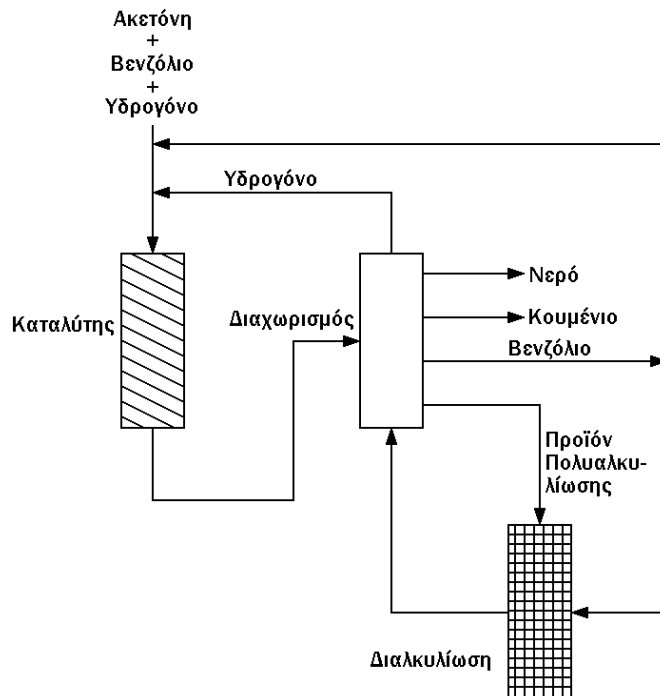 Ακετόνη
+
Βενζόλιο
+
Υδρογόνο
Υδρογόνο
Νερό
Καταλύτης
Διαχωρισμός
Κουμένιο
Βενζόλιο
Προϊόν
Πολυαλκυ-
λίωσης
Διαλκυλίωση